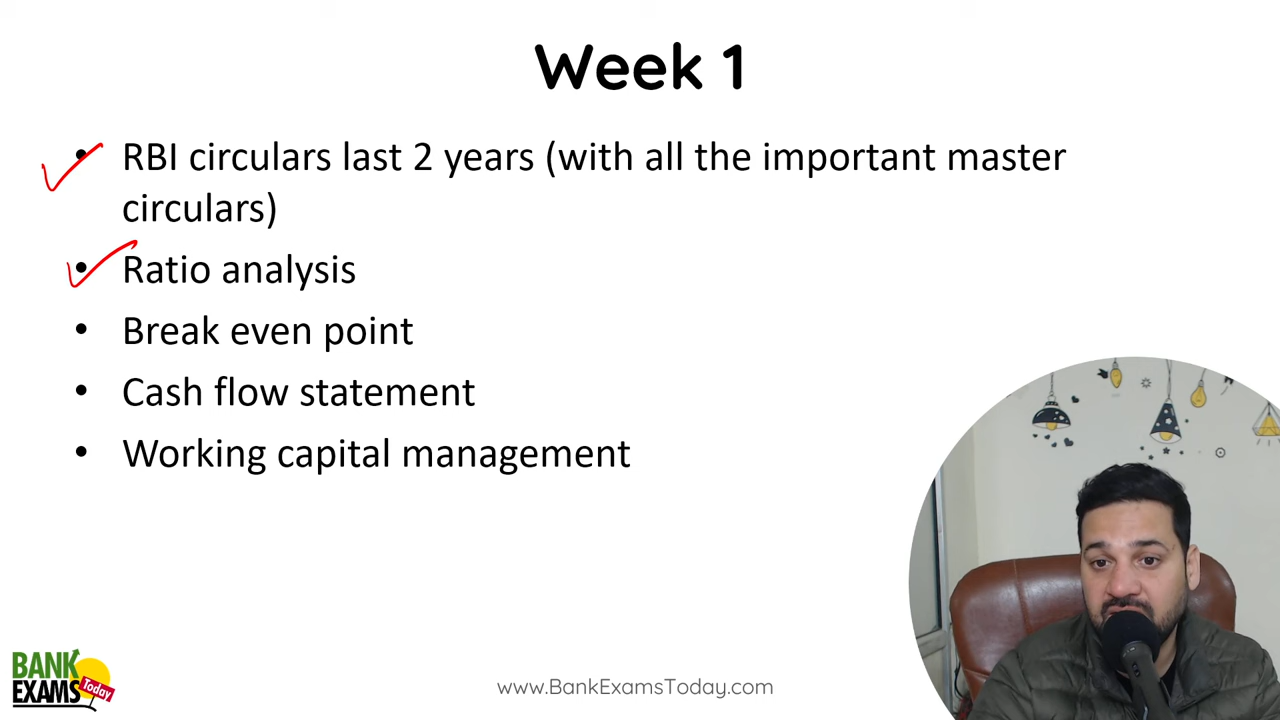 Week 1
• RBI circulars last 2 years (with all the important master
circulars)
• Ratio analysis
• Break even point
• Cash flow statement
• Working capital management
BANK
EXAMS
Today
www.BankExamsToday.com